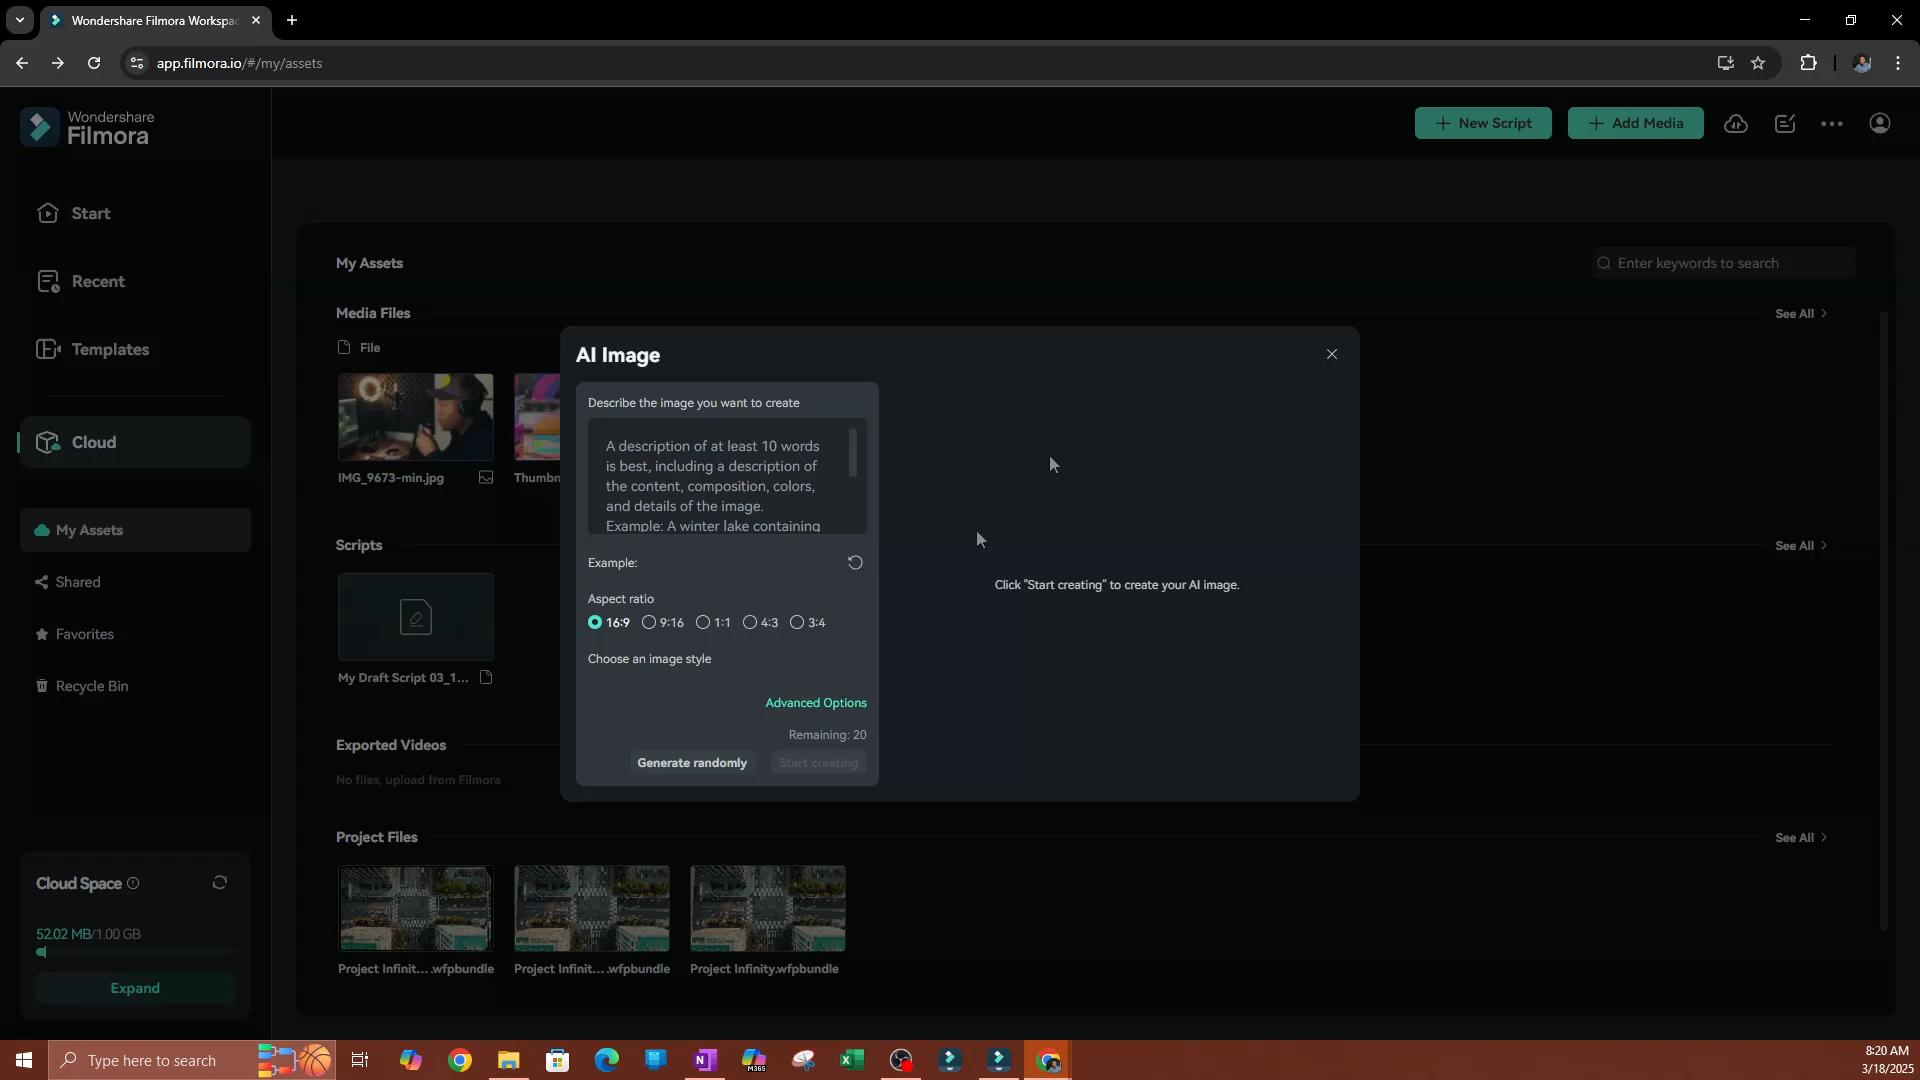 Wondershare Filmora Workspa
app.filmora.io/#/my/assets
Wondershare
Filmora
New Script
Add Media
Start
Recent
Templates
Cloud
My Assets
Shared
Favorites
Recycle Bin
Cloud Space
52.02 MB/1.00 GB
Expand
My Assets
Enter keywords to search
Media Files
See All
File
IMG_9673-min.jpg
Thumbn
Scripts
See All
My Draft Script 03_1...
Exported Videos
No files, upload from Filmora
Project Files
See All
Project Infinit... .wfpbundle
Project Infinit... .wfpbundle
Project Infinity.wfpbundle
AI Image
Describe the image you want to create
A description of at least 10 words
is best, including a description of
the content, composition, colors,
and details of the image.
Example: A winter lake containing
Example:
Aspect ratio
16:9 9:16 1:1 4:3 3:4
Choose an image style
Advanced Options
Remaining: 20
Generate randomly
Start creating
Click "Start creating" to create your AI image.
Type here to search
M365
8:20 AM
3/18/2025